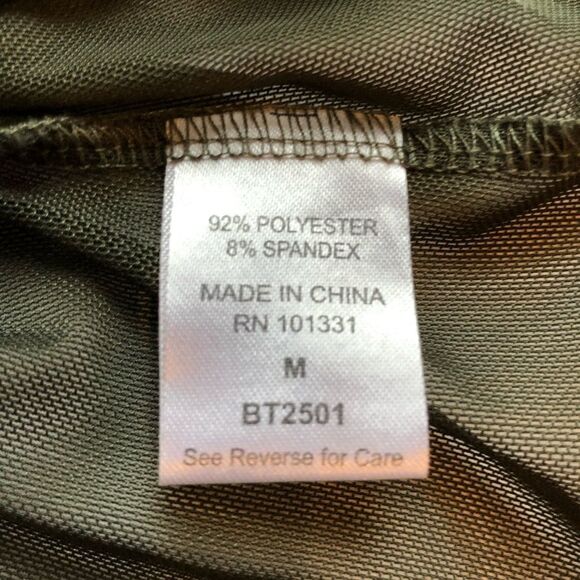 92% POLYESTER
8% SPANDEX
MADE IN CHINA
RN 101331
M
BT2501
See Reverse for Care